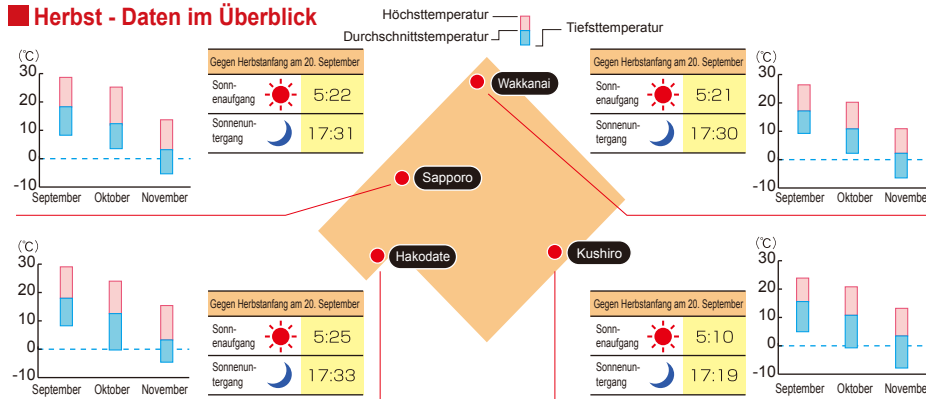 Herbst - Daten im Überblick
Höchsttemperatur
Durchschnittstemperatur
Tiefsttemperatur
(℃)
30
20
10
0
-10
September Oktober November
Gegen Herbstanfang am 20. September
Sonn-
enaufgang
5:22
Sonnenun-
tergang
17:31
Wakkanai
Sapporo
Hakodate
Kushiro
Gegen Herbstanfang am 20. September
Sonn-
enaufgang
5:21
Sonnenun-
tergang
17:30
(℃)
30
20
10
0
-10
September Oktober November
(℃)
30
20
10
0
-10
September Oktober November
Gegen Herbstanfang am 20. September
Sonn-
enaufgang
5:25
Sonnenun-
tergang
17:33
Gegen Herbstanfang am 20. September
Sonn-
enaufgang
5:10
Sonnenun-
tergang
17:19
(℃)
30
20
10
0
-10
September Oktober November